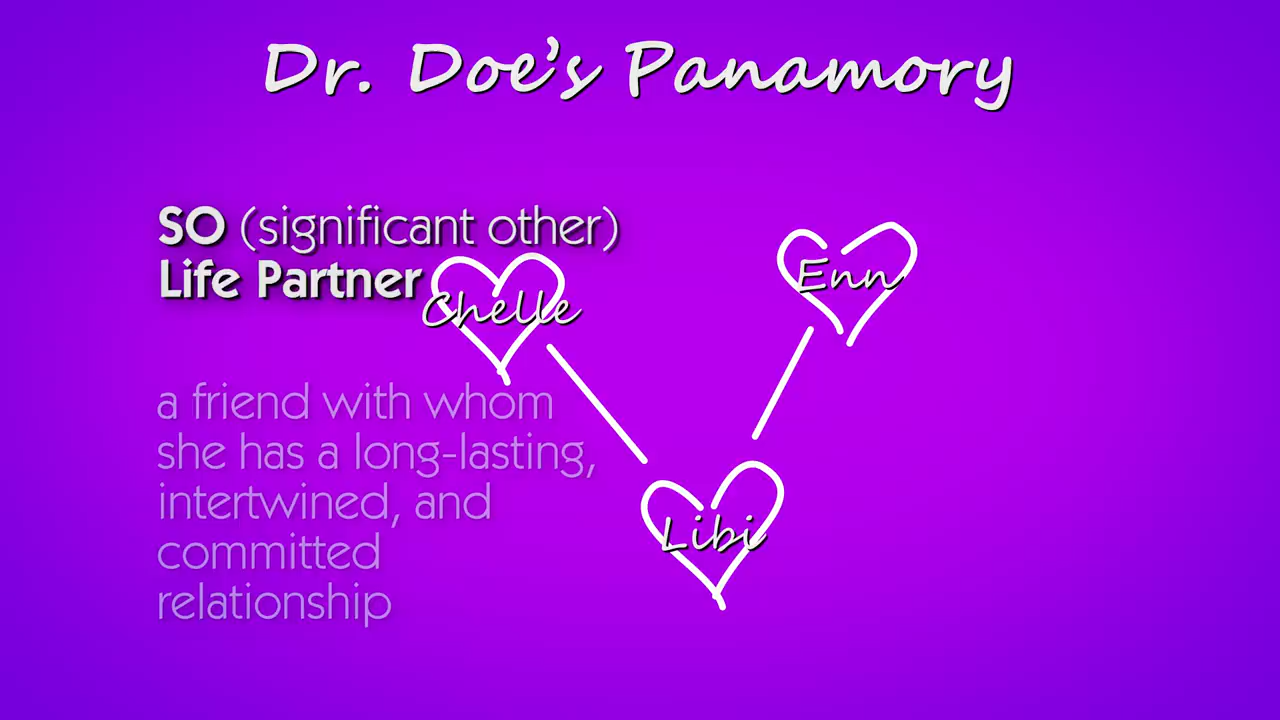 Dr. Doe's Panamory
SO (significant other)
Life Partner
Chelle
Enn
a friend with whom
she has a long-lasting,
intertwined, and
committed
relationship
Libi